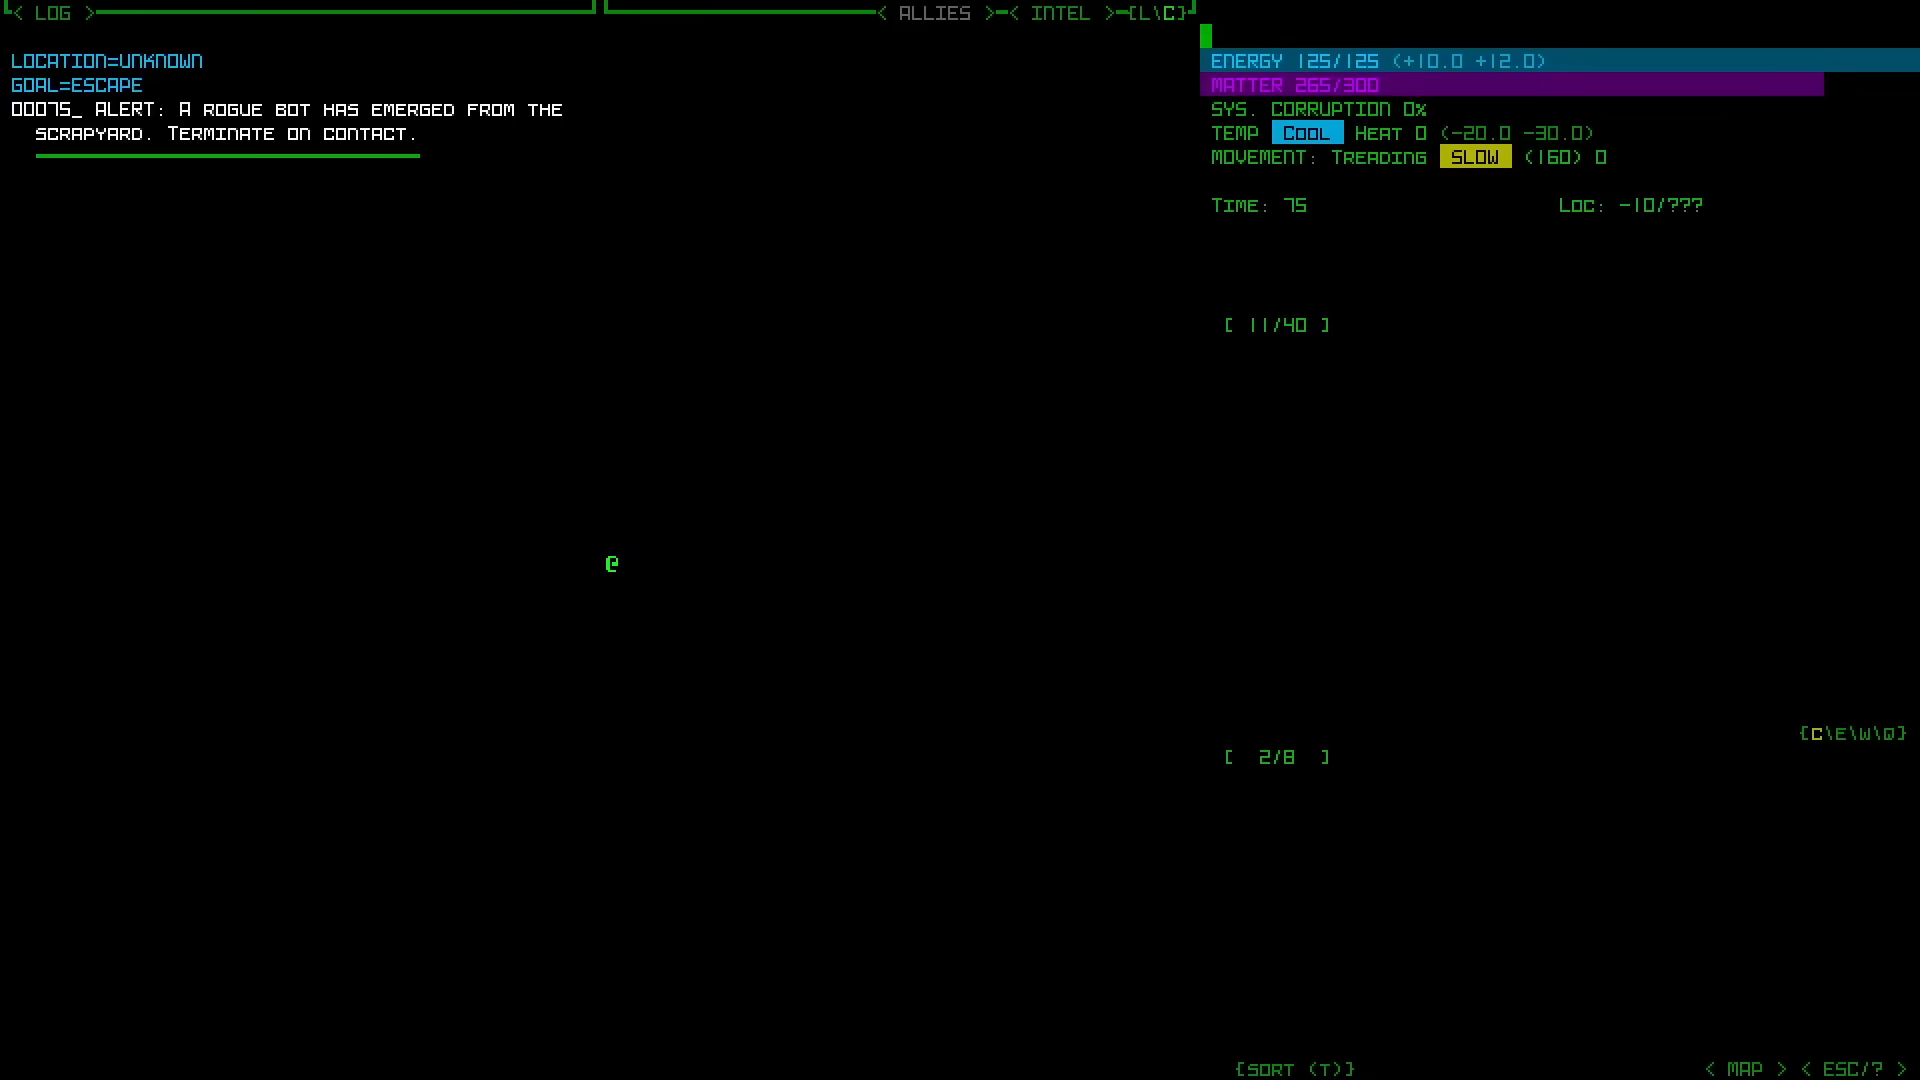 < LOG >
< ALLIES > < INTEL > {L\C}
LOCATION=UNKNOWN
GOAL=ESCAPE
00075_ ALERT: A ROGUE BOT HAS EMERGED FROM THE
SCRAPYARD. TERMINATE ON CONTACT.
ENERGY 125/125 (+10.0 +12.0)
MATTER 265/300
SYS. CORRUPTION 0%
TEMP COOL HEAT 0 (-20.0 -30.0)
MOVEMENT: TREADING SLOW (160) 0
TIME: 75 LOC: -10/???
[ 11/40 ]
@
{C\E\W\Q}
[ 2/8 ]
{SORT (T)}
< MAP > < ESC/? >